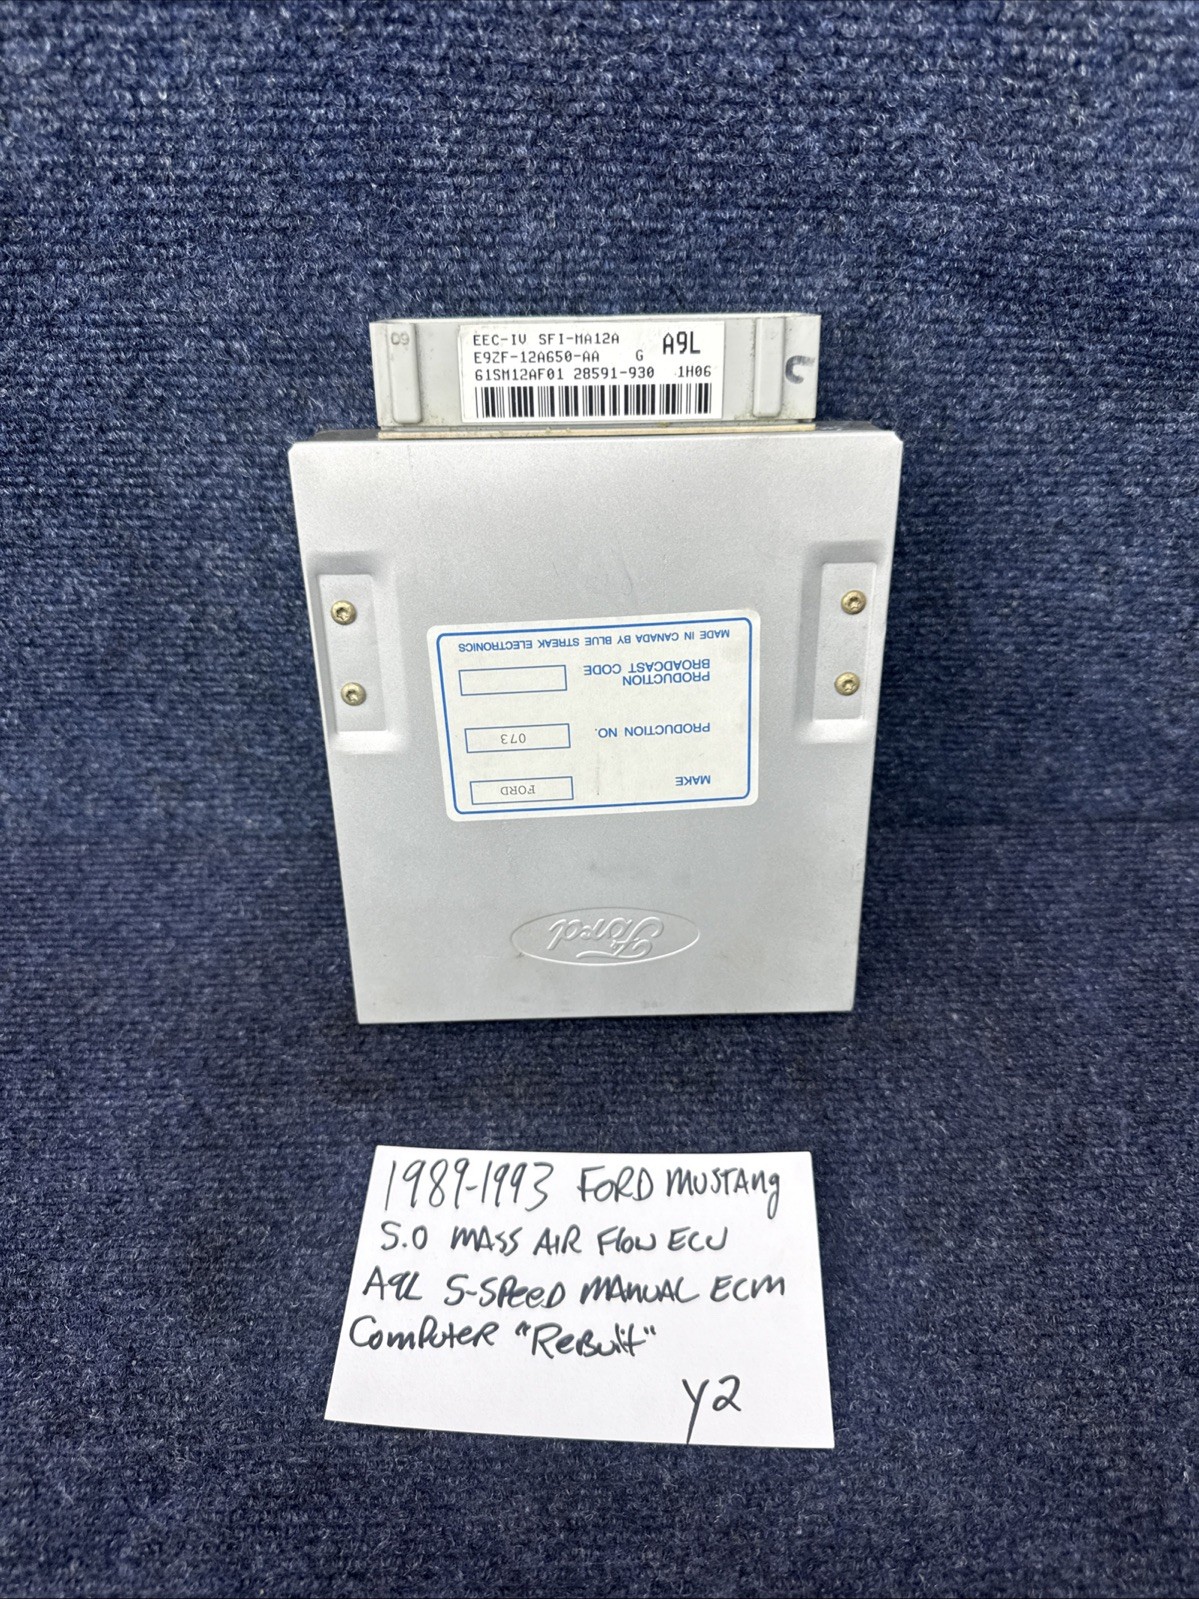 09
EEC-IV SFI-MA12A
A9L
E9ZF-12A650-AA G
61SM12AF01 28591-930 1H06
C
MADE IN CANADA BY BLUE STREAK ELECTRONICS
PRODUCTION
BROADCAST CODE
PRODUCTION NO. 073
MAKE FORD
Ford
1989-1993 FORD MUSTANg
5.0 MASS AIR Flow ECU
A9L 5-SPEED MANUAL ECM
ComPuteR "ReBuilt"
Y2